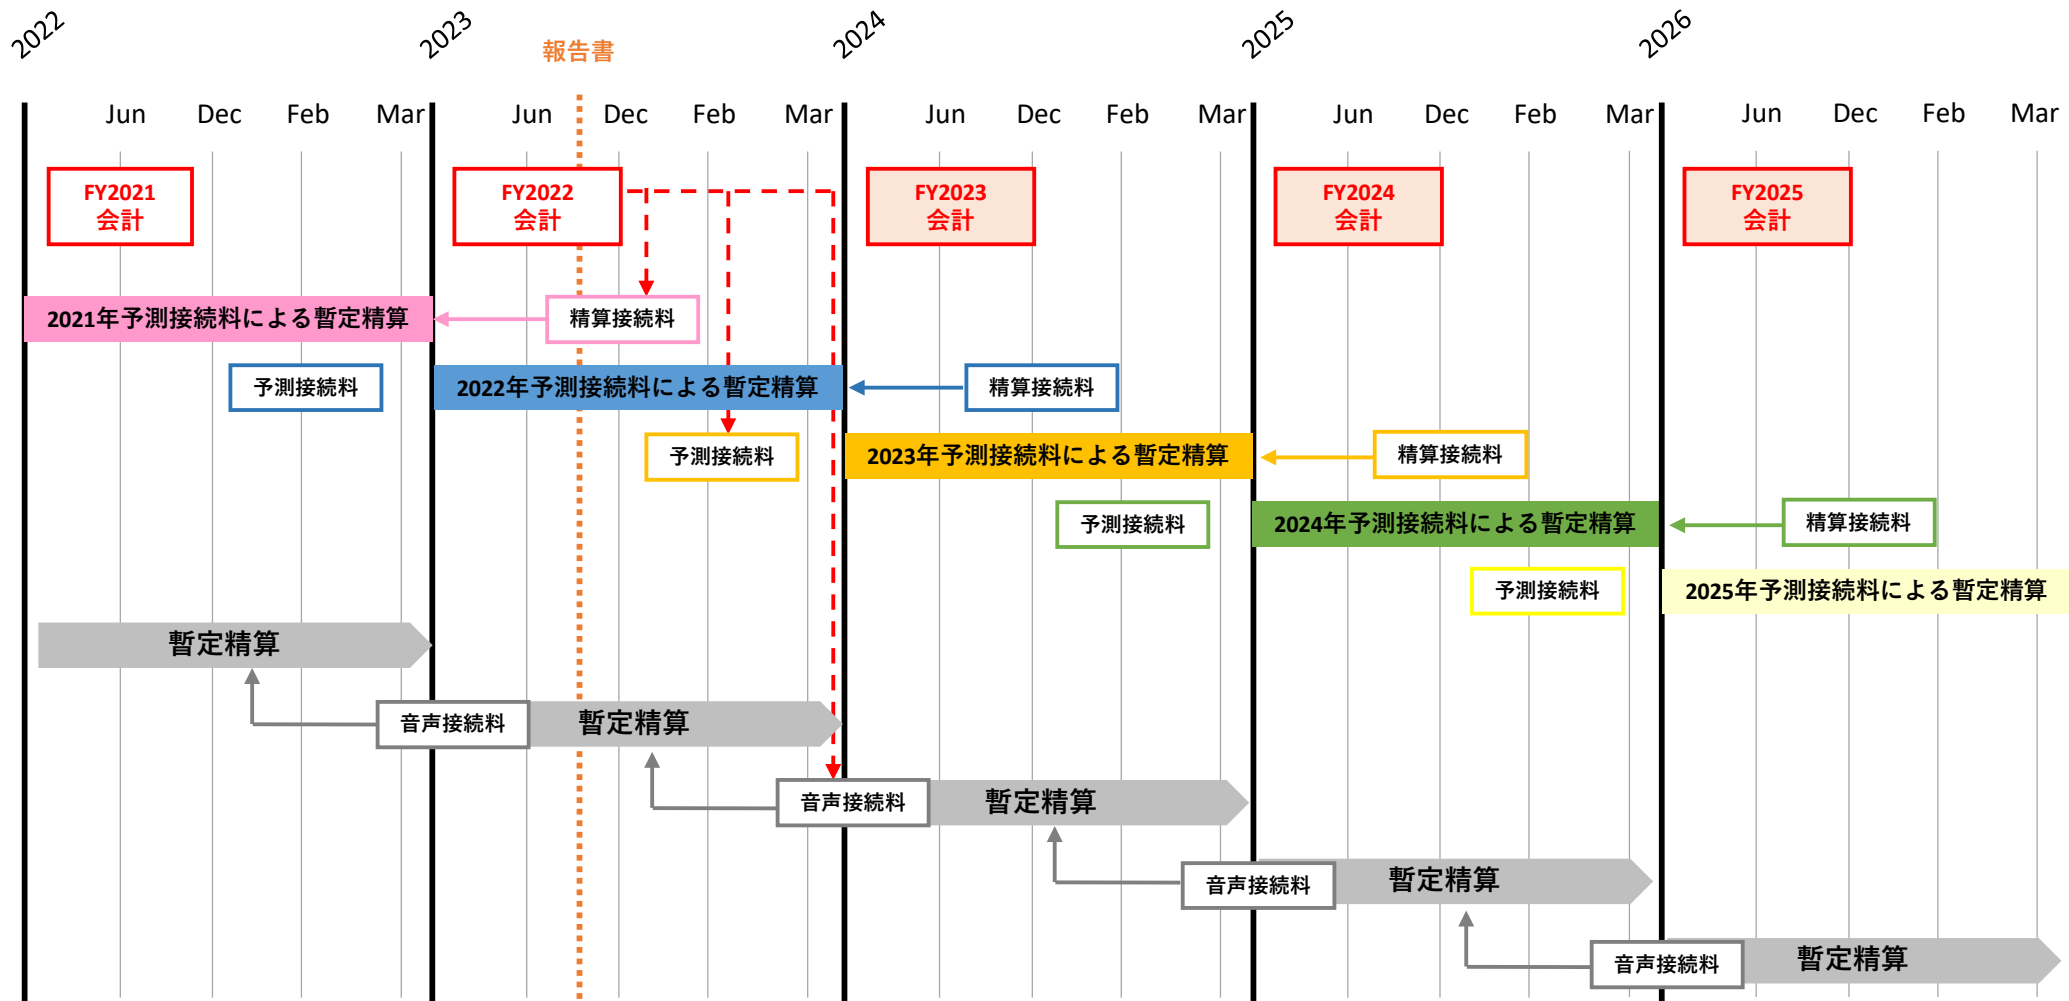 2022
2023
2024
2025
2026
報告書
Jun Dec Feb Mar Jun Dec Feb Mar Jun Dec Feb Mar Jun Dec Feb Mar Jun Dec Feb Mar
FY2021
会計
FY2022
会計
FY2023
会計
FY2024
会計
FY2025
会計
2021年予測接続料による暫定精算
精算接続料
予測接続料
2022年予測接続料による暫定精算
精算接続料
予測接続料
2023年予測接続料による暫定精算
精算接続料
予測接続料
2024年予測接続料による暫定精算
精算接続料
予測接続料
2025年予測接続料による暫定精算
暫定精算
音声接続料
暫定精算
音声接続料
暫定精算
音声接続料
暫定精算
音声接続料
暫定精算